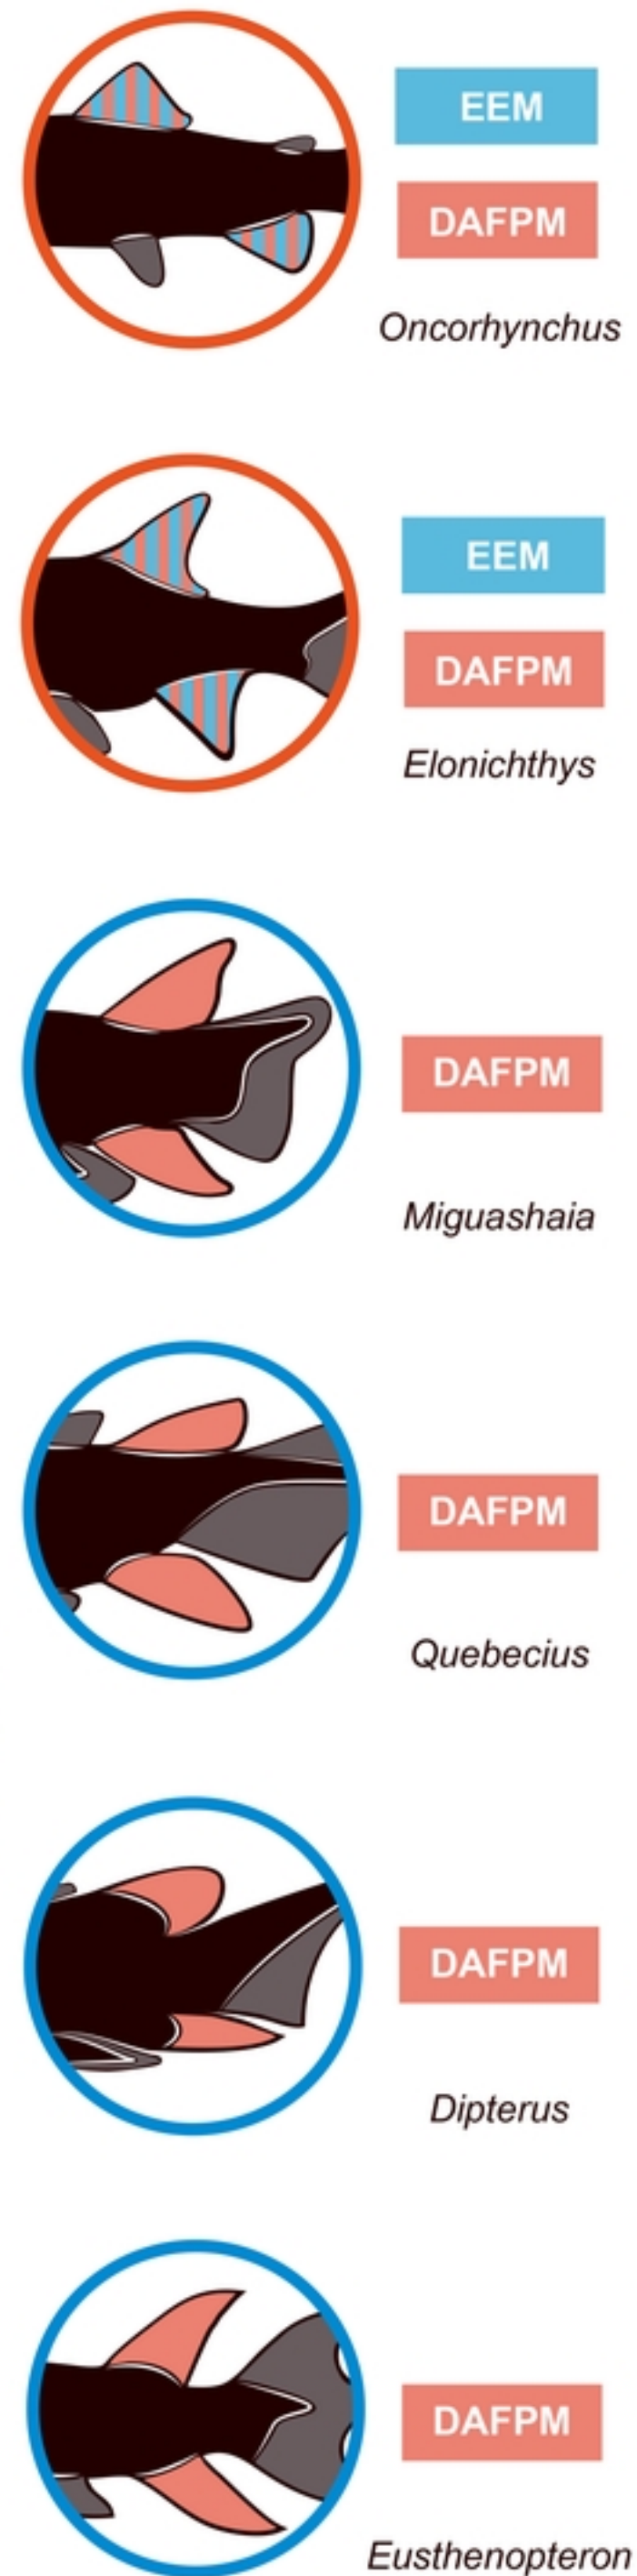 EEM
DAFPM
Oncorhynchus
EEM
DAFPM
Elonichthys
DAFPM
Miguashaia
DAFPM
Quebecius
DAFPM
Dipterus
DAFPM
Eusthenopteron